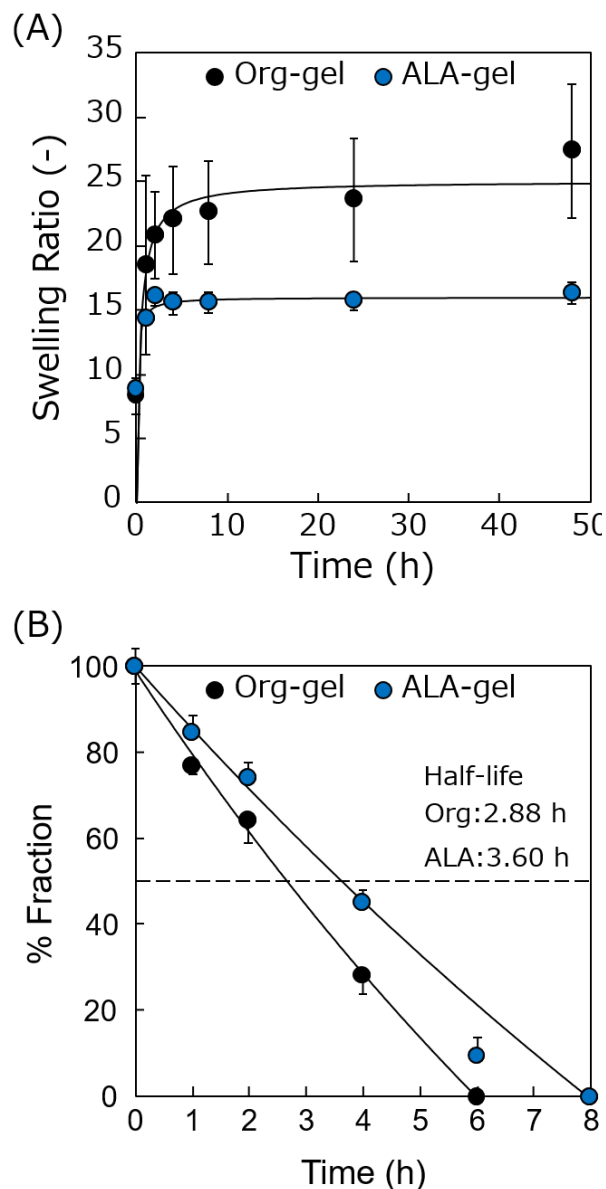 (A)
35
30
25
20
15
10
5
0
Org-gel ALA-gel
Swelling Ratio (-)
0 10 20 30 40 50
Time (h)
(B)
100
80
60
40
20
0
Org-gel ALA-gel
Half-life
Org:2.88 h
ALA:3.60 h
% Fraction
0 1 2 3 4 5 6 7 8
Time (h)